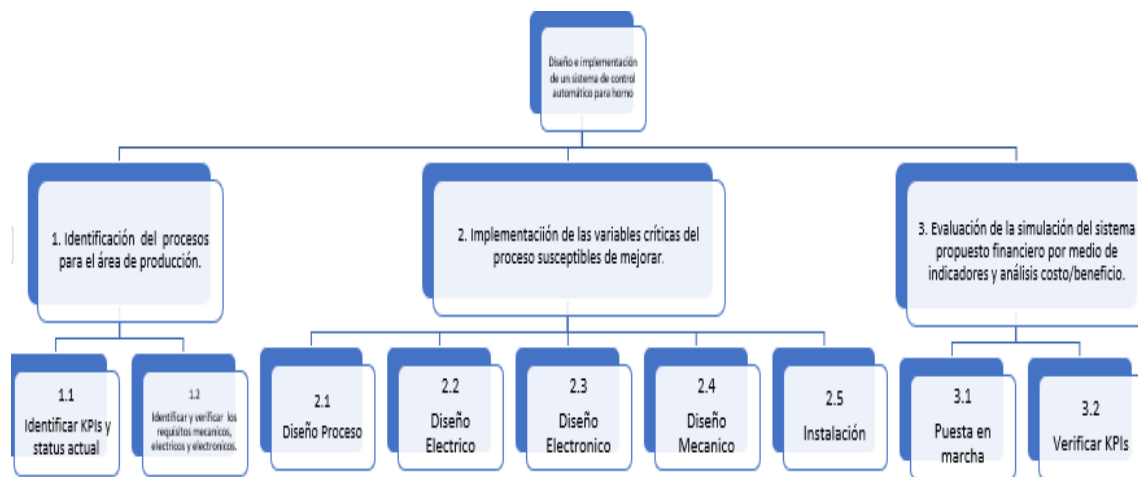 Diseño e implementación
de un sistema de control
automático para horno
1. Identificación del procesos
para el área de producción.
2. Implementaciión de las variables críticas del
proceso susceptibles de mejorar.
3. Evaluación de la simulación del sistema
propuesto financiero por medio de
indicadores y análisis costo/beneficio.
1.1
Identificar KPIs y
status actual
1.2
Identificar y verificar los
requisitos mecanicos,
electricos y electronicos.
2.1
Diseño Proceso
2.2
Diseño
Electrico
2.3
Diseño
Electronico
2.4
Diseño
Mecanico
2.5
Instalación
3.1
Puesta en
marcha
3.2
Verificar KPIs